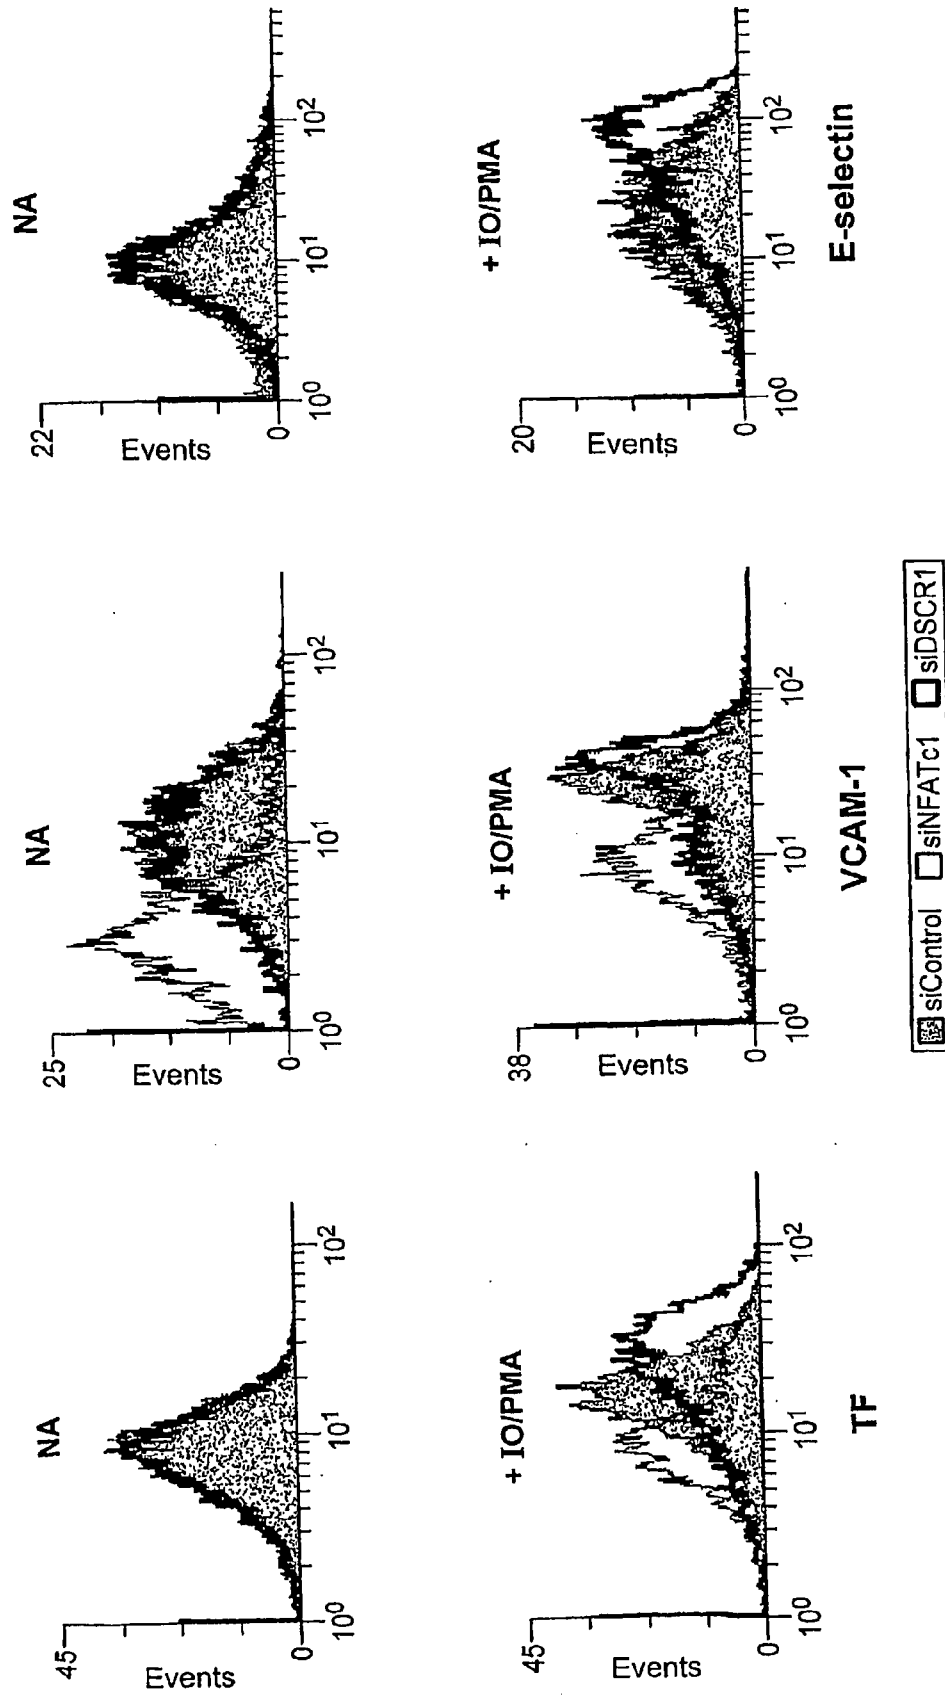 NA
45
Events
0
10⁰
10¹
10²
NA
25
Events
0
10⁰
10¹
10²
NA
22
Events
0
10⁰
10¹
10²
+ IO/PMA
45
Events
0
10⁰
10¹
10²
TF
+ IO/PMA
38
Events
0
10⁰
10¹
10²
VCAM-1
+ IO/PMA
20
Events
0
10⁰
10¹
10²
E-selectin
siControl siNFATc1 siDSCR1